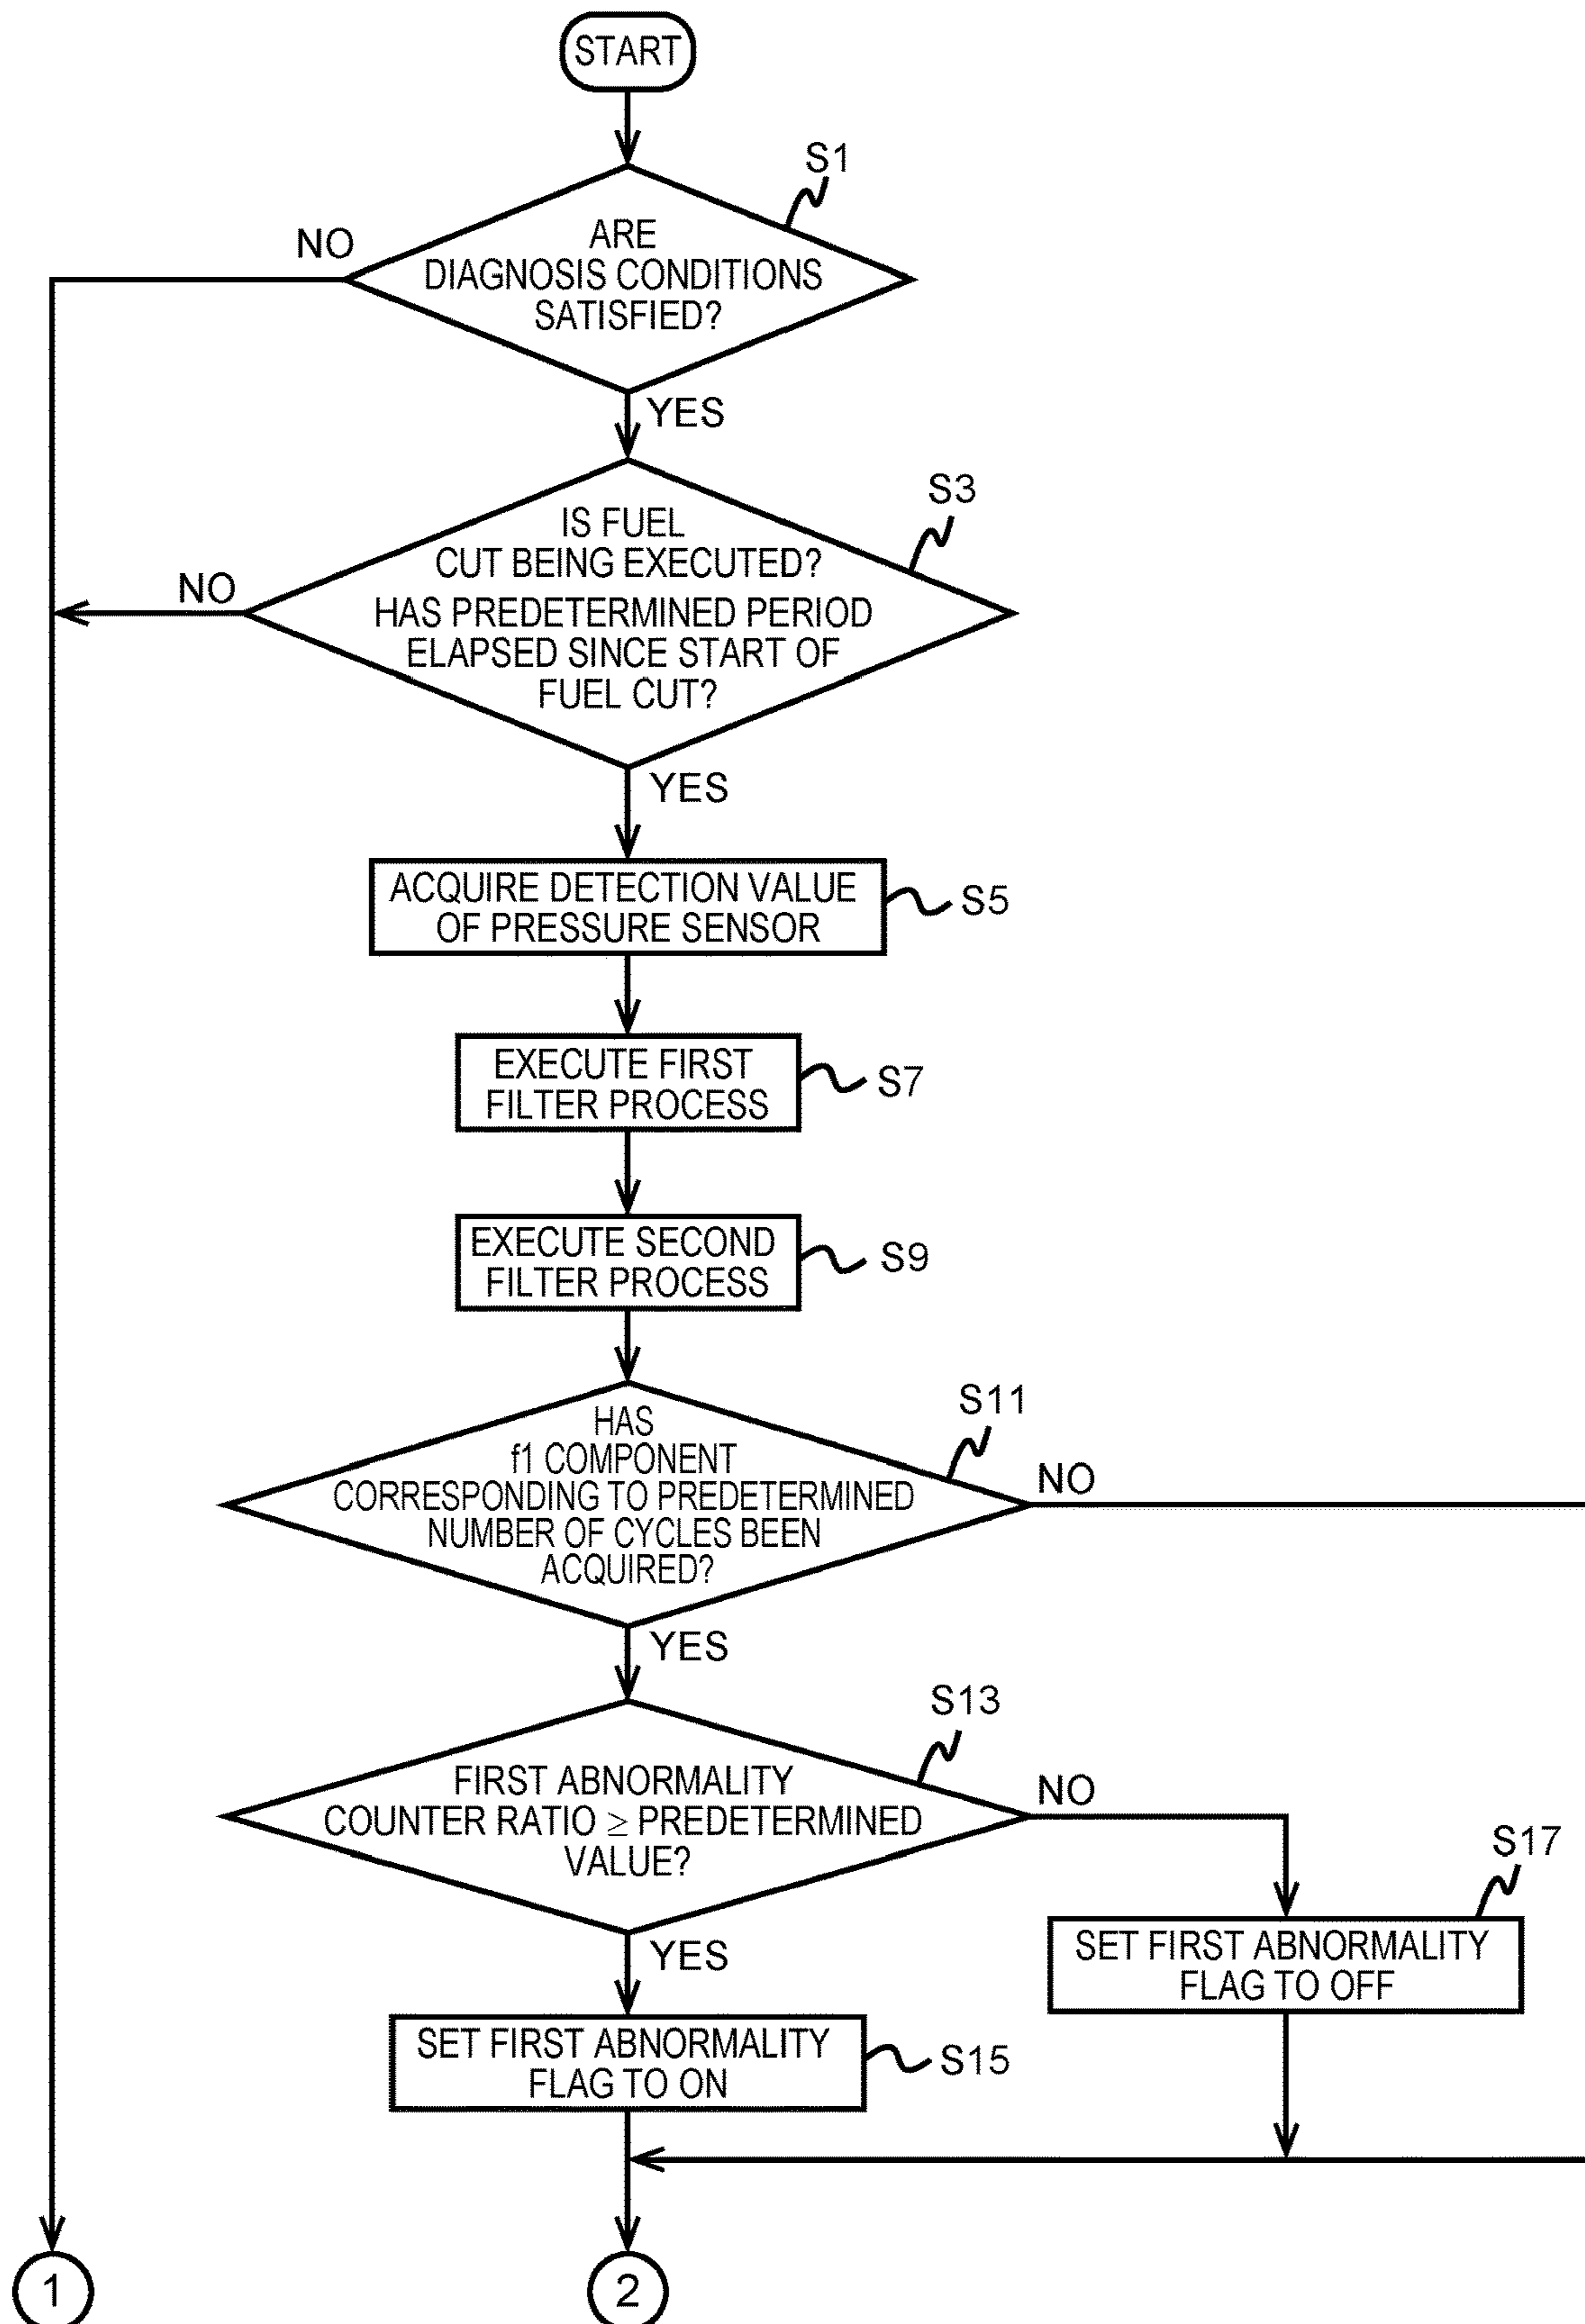 START
S1
ARE
DIAGNOSIS CONDITIONS
SATISFIED?
NO
YES
S3
IS FUEL
CUT BEING EXECUTED?
HAS PREDETERMINED PERIOD
ELAPSED SINCE START OF
FUEL CUT?
NO
YES
ACQUIRE DETECTION VALUE
OF PRESSURE SENSOR
S5
EXECUTE FIRST
FILTER PROCESS
S7
EXECUTE SECOND
FILTER PROCESS
S9
S11
HAS
f1 COMPONENT
CORRESPONDING TO PREDETERMINED
NUMBER OF CYCLES BEEN
ACQUIRED?
NO
YES
S13
FIRST ABNORMALITY
COUNTER RATIO ≥ PREDETERMINED
VALUE?
NO
YES
S17
SET FIRST ABNORMALITY
FLAG TO OFF
SET FIRST ABNORMALITY
FLAG TO ON
S15
1
2